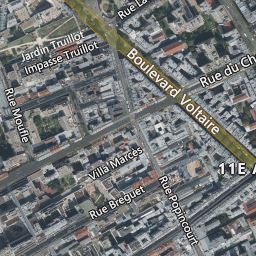 Rue La
Jardin Truillot
Impasse Truillot
Boulevard Voltaire
Rue du Ch
Rue Moufle
Villa Marcès
11E A
Rue Breguet
Rue Popincourt